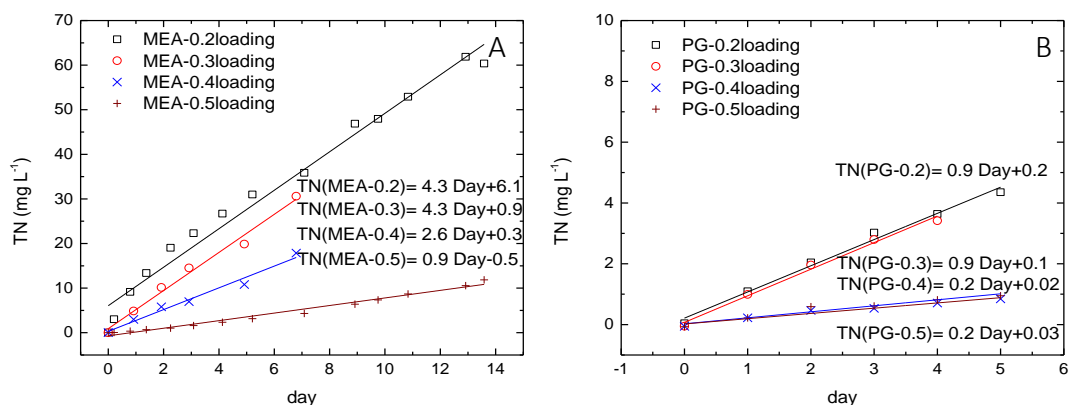 70
60
50
40
30
20
10
0
TN (mg L-1)
MEA-0.2loading
MEA-0.3loading
MEA-0.4loading
MEA-0.5loading
A
TN(MEA-0.2)= 4.3 Day+6.1
TN(MEA-0.3)= 4.3 Day+0.9
TN(MEA-0.4)= 2.6 Day+0.3
TN(MEA-0.5)= 0.9 Day-0.5
0 2 4 6 8 10 12 14
day
10
8
6
4
2
0
TN (mg L-1)
PG-0.2loading
PG-0.3loading
PG-0.4loading
PG-0.5loading
B
TN(PG-0.2)= 0.9 Day+0.2
TN(PG-0.3)= 0.9 Day+0.1
TN(PG-0.4)= 0.2 Day+0.02
TN(PG-0.5)= 0.2 Day+0.03
-1 0 1 2 3 4 5 6
day